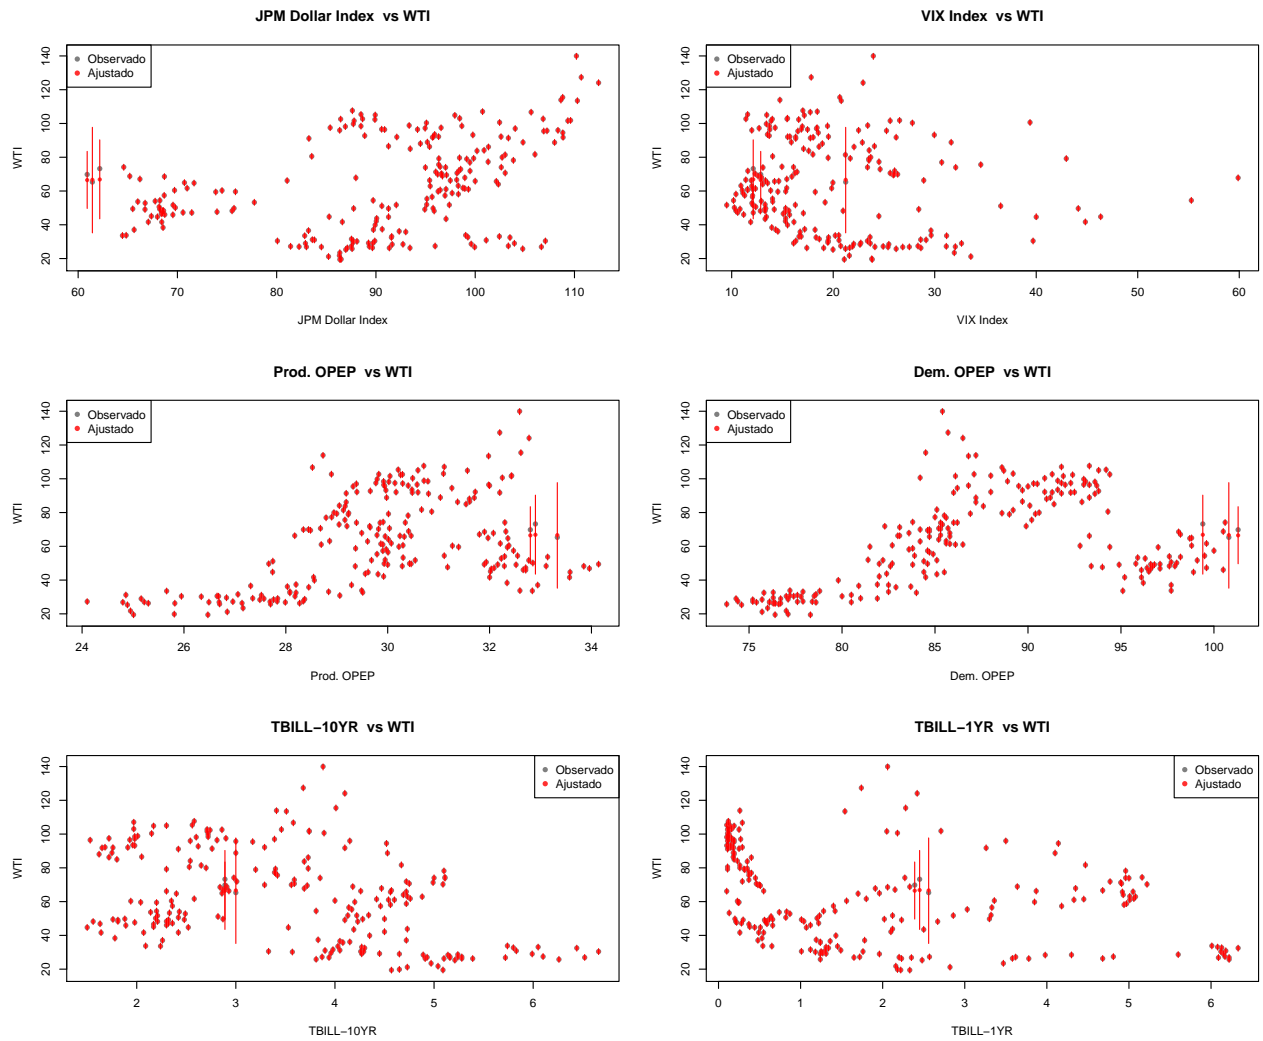 JPM Dollar Index vs WTI
Observado
Ajustado
WTI
20 40 60 80 100 120 140
60 70 80 90 100 110
JPM Dollar Index
VIX Index vs WTI
Observado
Ajustado
WTI
20 40 60 80 100 120 140
10 20 30 40 50 60
VIX Index
Prod. OPEP vs WTI
Observado
Ajustado
WTI
20 40 60 80 100 120 140
24 26 28 30 32 34
Prod. OPEP
Dem. OPEP vs WTI
Observado
Ajustado
WTI
20 40 60 80 100 120 140
75 80 85 90 95 100
Dem. OPEP
TBILL−10YR vs WTI
Observado
Ajustado
WTI
20 40 60 80 100 120 140
2 3 4 5 6
TBILL−10YR
TBILL−1YR vs WTI
Observado
Ajustado
WTI
20 40 60 80 100 120 140
0 1 2 3 4 5 6
TBILL−1YR